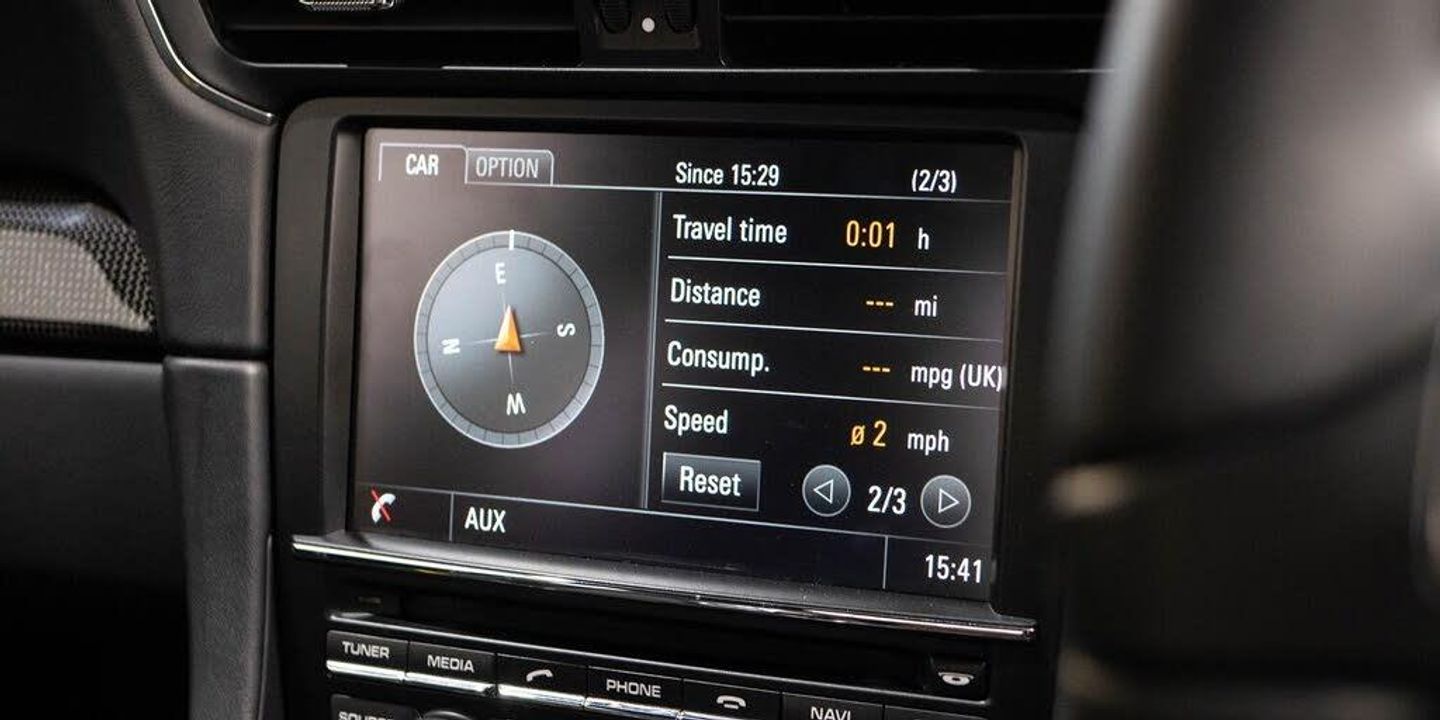 CAR OPTION Since 15:29 (2/3)
Travel time 0:01 h
Distance --- mi
Consump. --- mpg (UK)
Speed ø 2 mph
E
N S
W
Reset 2/3
AUX
15:41
TUNER MEDIA PHONE NAVI